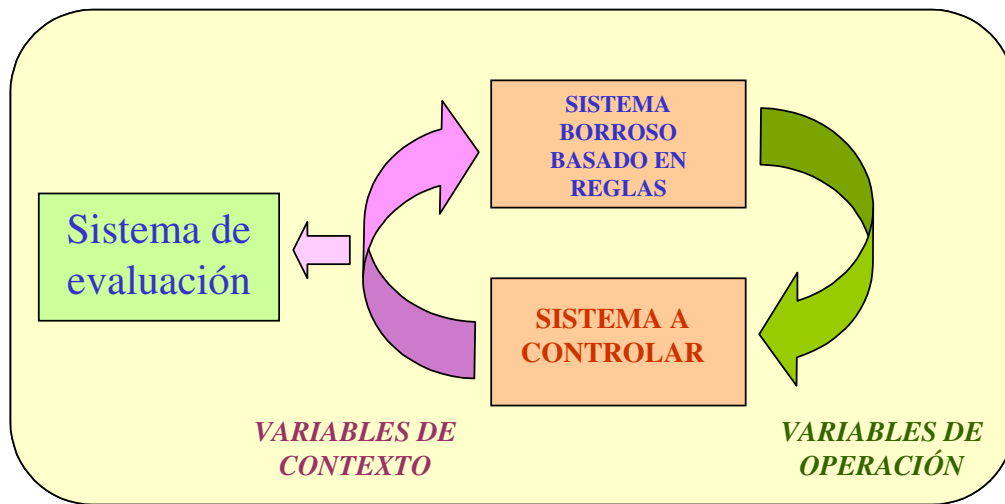 SISTEMA
BORROSO
BASADO EN
REGLAS
Sistema de
evaluación
SISTEMA A
CONTROLAR
VARIABLES DE
CONTEXTO
VARIABLES DE
OPERACIÓN